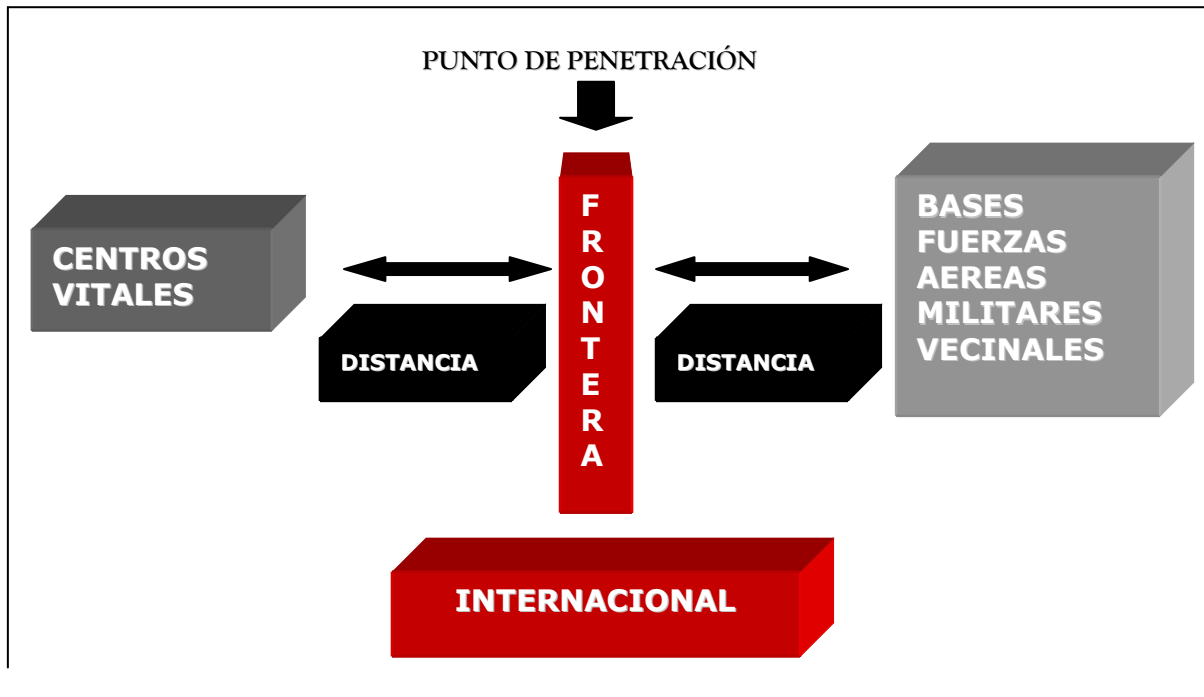 PUNTO DE PENETRACIÓN
CENTROS
VITALES
DISTANCIA
F
R
O
N
T
E
R
A
DISTANCIA
BASES
FUERZAS
AEREAS
MILITARES
VECINALES
INTERNACIONAL